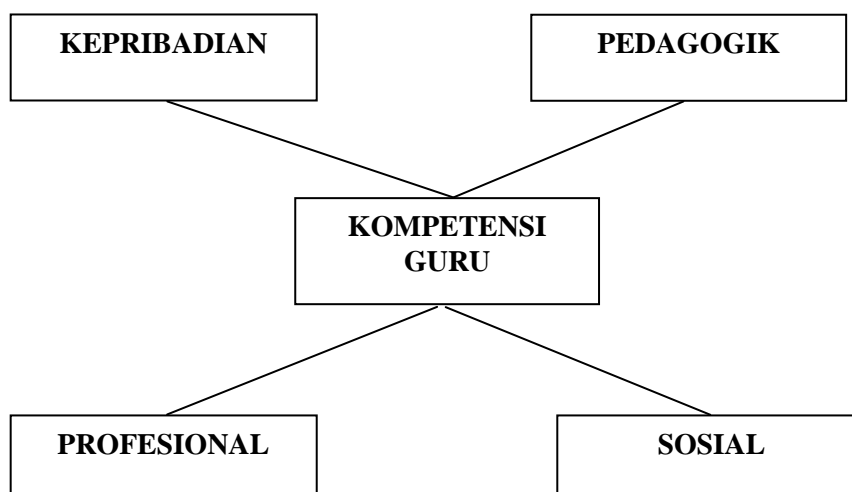 KEPRIBADIAN
PEDAGOGIK
KOMPETENSI
GURU
PROFESIONAL
SOSIAL